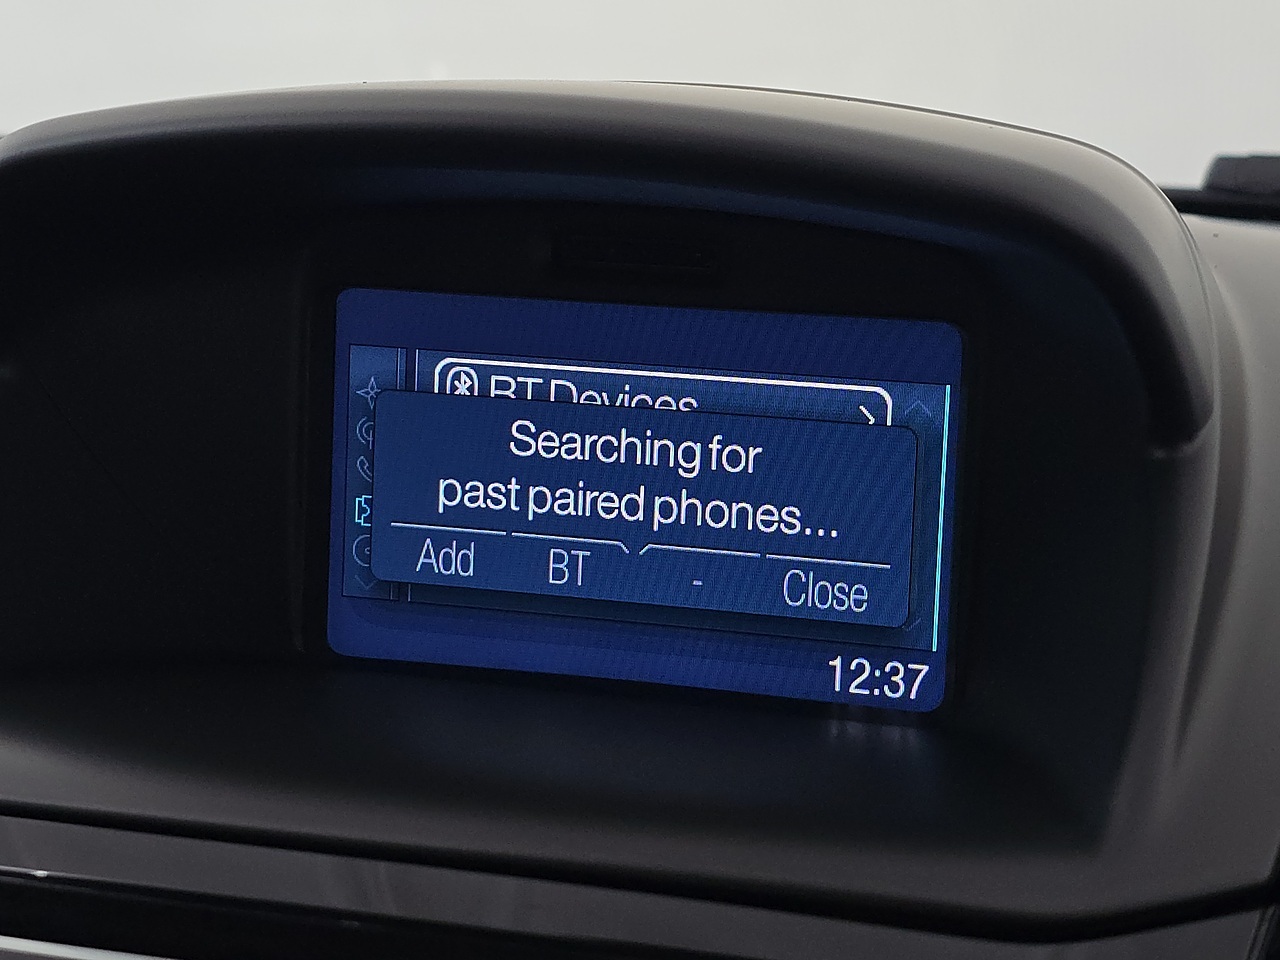 BT Devices
Searching for
past paired phones...
Add BT - Close
12:37